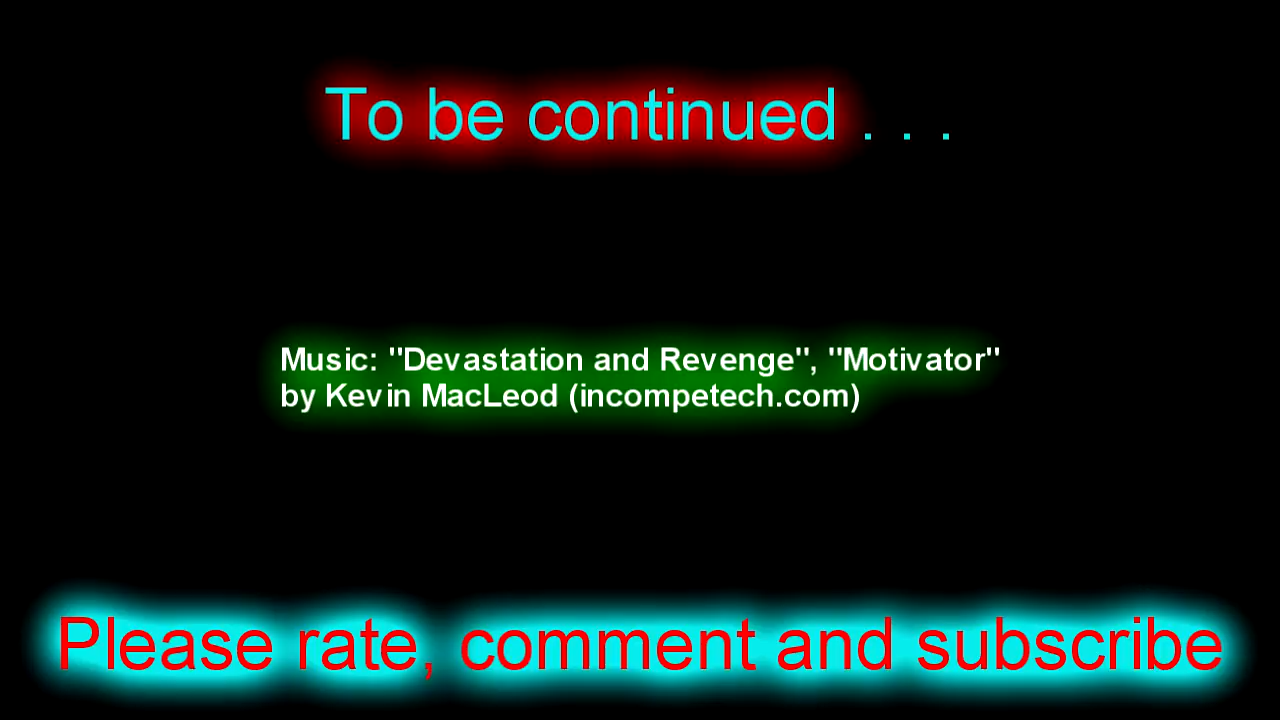 To be continued . . .
Music: "Devastation and Revenge", "Motivator"
by Kevin MacLeod (incompetech.com)
Please rate, comment and subscribe